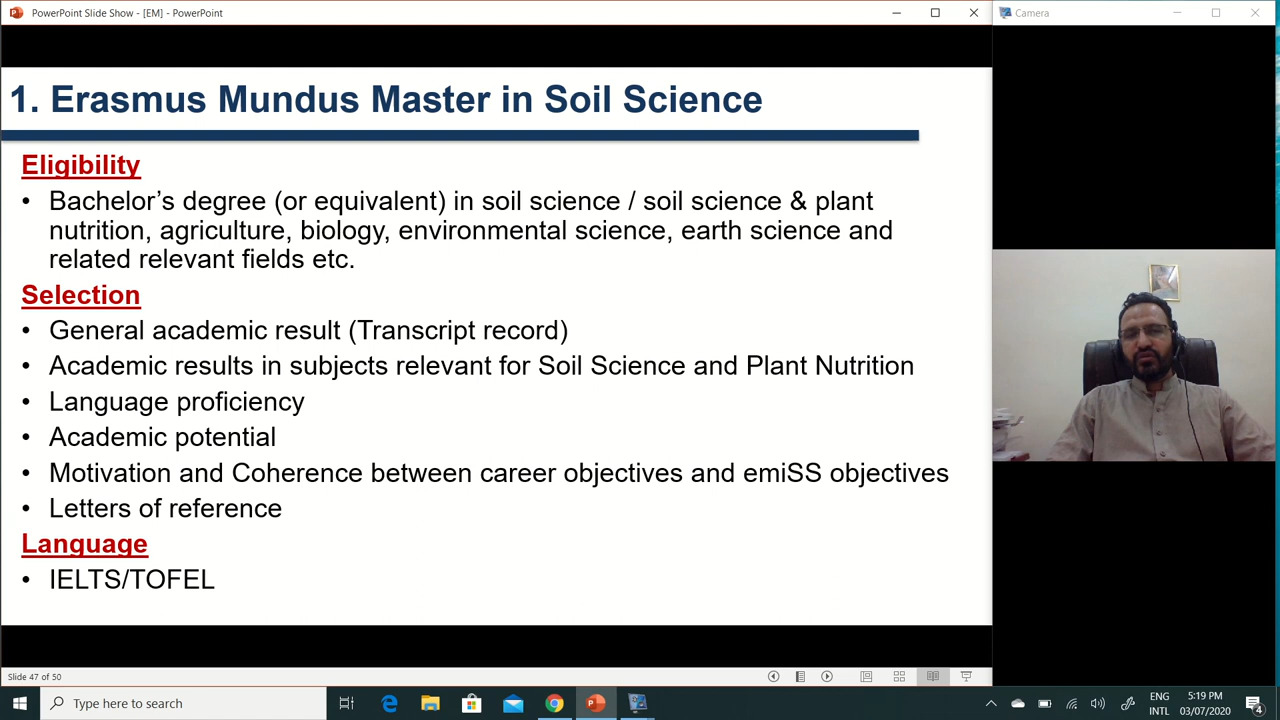 PowerPoint Slide Show - [EM] - PowerPoint
Camera
1. Erasmus Mundus Master in Soil Science
Eligibility
• Bachelor’s degree (or equivalent) in soil science / soil science & plant
nutrition, agriculture, biology, environmental science, earth science and
related relevant fields etc.
Selection
• General academic result (Transcript record)
• Academic results in subjects relevant for Soil Science and Plant Nutrition
• Language proficiency
• Academic potential
• Motivation and Coherence between career objectives and emiSS objectives
• Letters of reference
Language
• IELTS/TOFEL
Slide 47 of 50
Type here to search
ENG
INTL
5:19 PM
03/07/2020
4